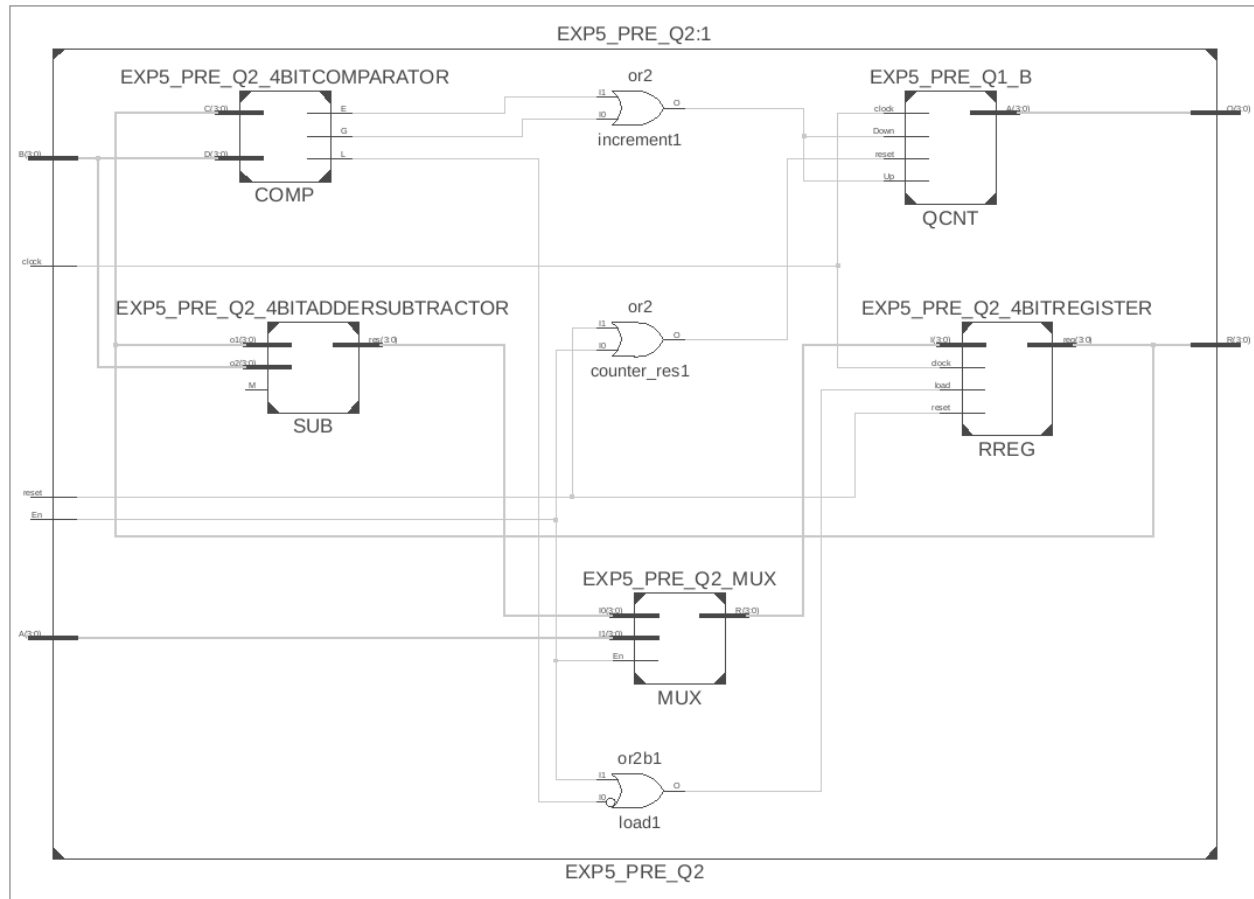 EXP5_PRE_Q2:1
EXP5_PRE_Q2_4BITCOMPARATOR
or2
EXP5_PRE_Q1_B
C(3:0)
E
I1
O
clock
A(3:0)
Q(3:0)
G
I0
Down
increment1
B(3:0)
D(3:0)
L
reset
Up
COMP
QCNT
clock
EXP5_PRE_Q2_4BITADDERSUBTRACTOR
or2
EXP5_PRE_Q2_4BITREGISTER
I1
O
o1(3:0)
res(3:0)
I0
I(3:0)
reg(3:0)
R(3:0)
o2(3:0)
clock
counter_res1
M
load
reset
SUB
RREG
reset
En
EXP5_PRE_Q2_MUX
I0(3:0)
R(3:0)
A(3:0)
I1(3:0)
En
MUX
or2b1
I1
O
I0
load1
EXP5_PRE_Q2